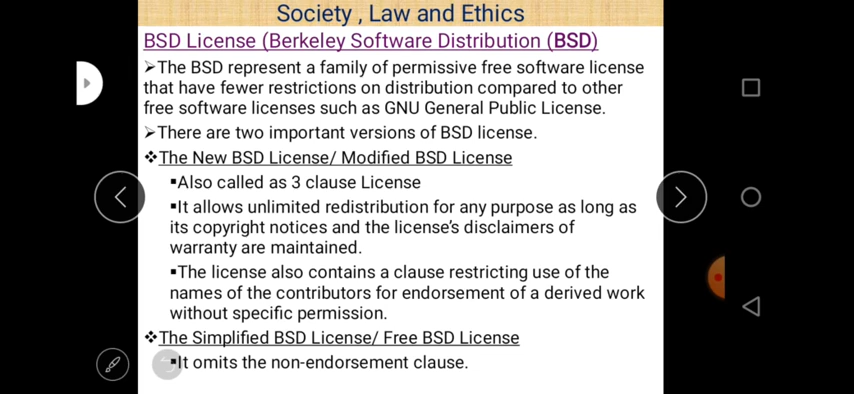 Society , Law and Ethics
BSD License (Berkeley Software Distribution (BSD)
➢The BSD represent a family of permissive free software license
that have fewer restrictions on distribution compared to other
free software licenses such as GNU General Public License.
➢There are two important versions of BSD license.
❖The New BSD License/ Modified BSD License
▪Also called as 3 clause License
▪It allows unlimited redistribution for any purpose as long as
its copyright notices and the license's disclaimers of
warranty are maintained.
▪The license also contains a clause restricting use of the
names of the contributors for endorsement of a derived work
without specific permission.
❖The Simplified BSD License/ Free BSD License
▪It omits the non-endorsement clause.